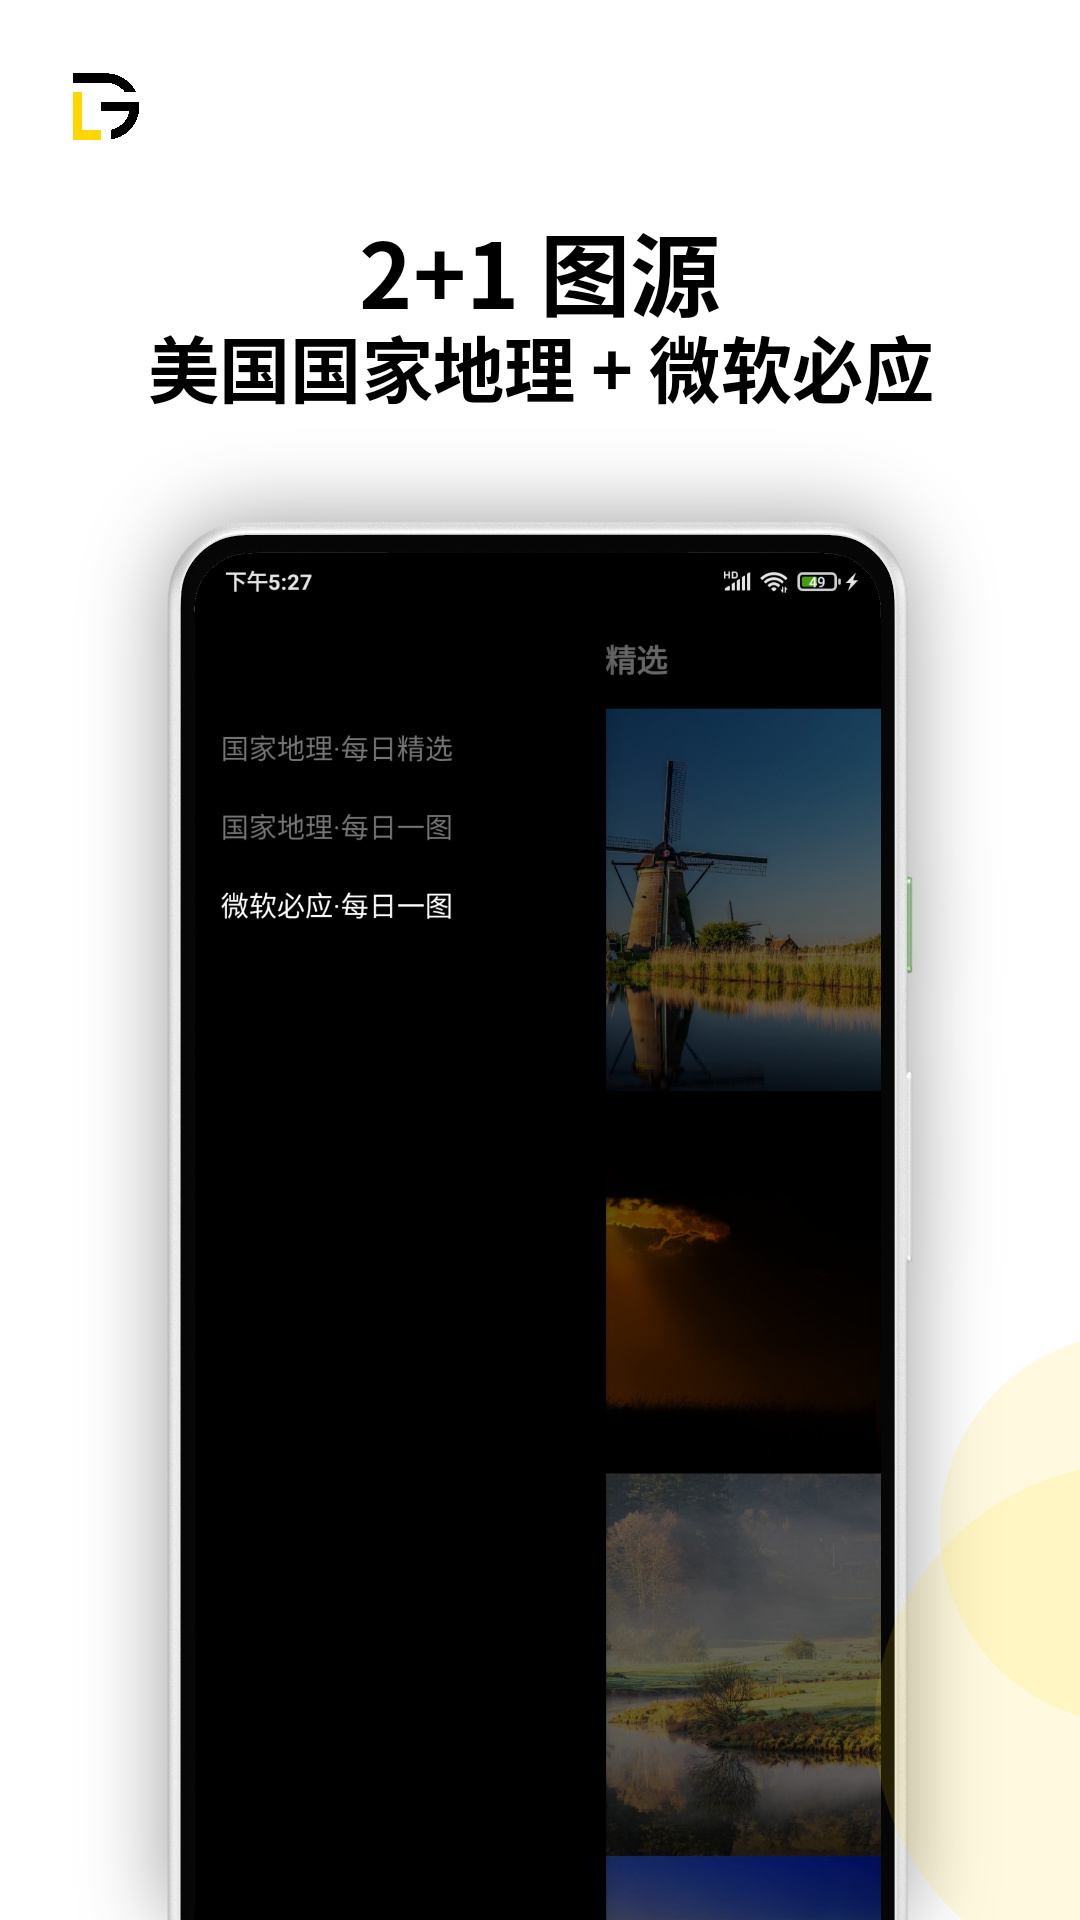 2+1 图源
美国国家地理 + 微软必应
下午5:27
HD
49
精选
国家地理·每日精选
国家地理·每日一图
微软必应·每日一图